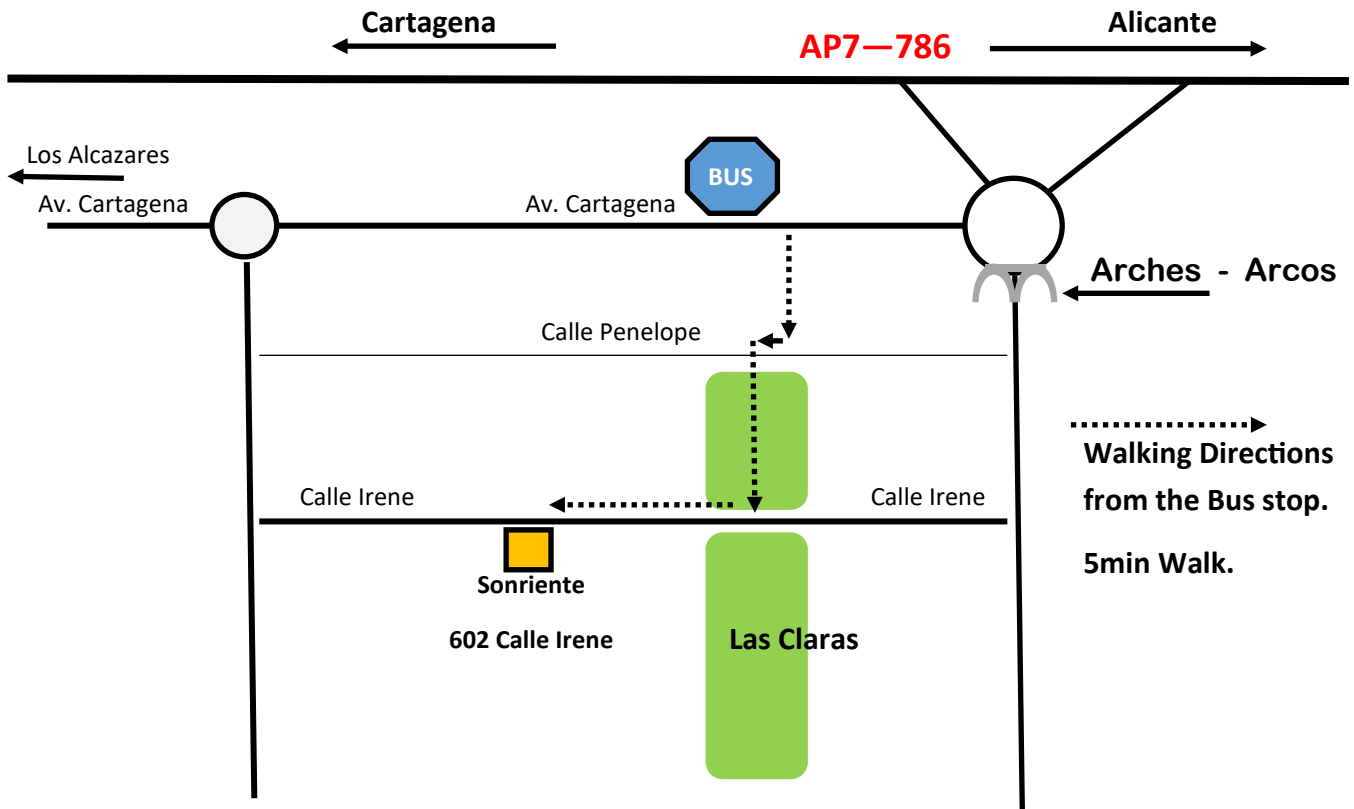 Cartagena
Alicante
AP7—786
Los Alcazares
BUS
Av. Cartagena
Av. Cartagena
Arches - Arcos
Calle Penelope
Walking Directions
from the Bus stop.
5min Walk.
Calle Irene
Calle Irene
Sonriente
602 Calle Irene
Las Claras